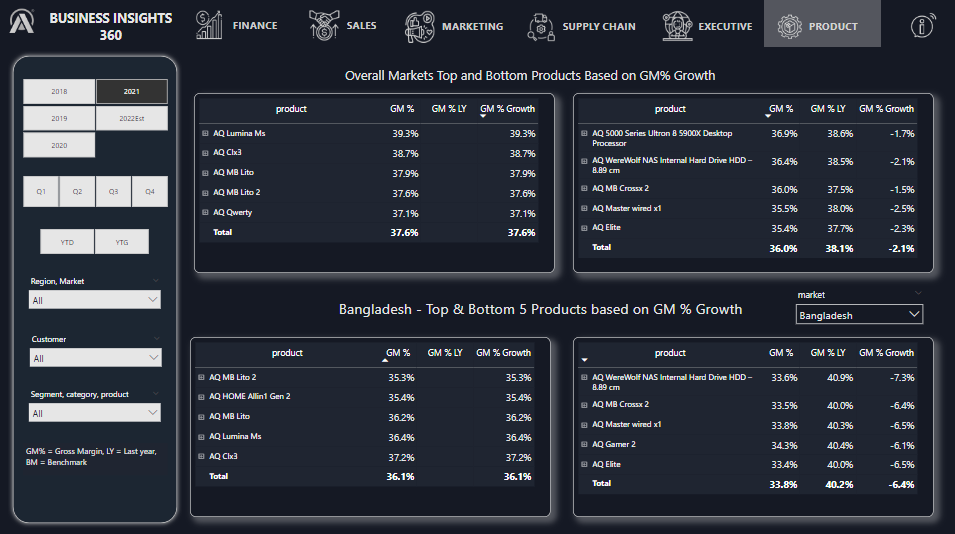 BUSINESS INSIGHTS
360
FINANCE
SALES
MARKETING
SUPPLY CHAIN
EXECUTIVE
PRODUCT
2018 2021
2019 2022Est
2020
Q1 Q2 Q3 Q4
YTD YTG
Region, Market
All
Customer
All
Segment, category, product
All
GM% = Gross Margin, LY = Last year,
BM = Benchmark
Overall Markets Top and Bottom Products Based on GM% Growth
product GM % GM % LY GM % Growth
AQ Lumina Ms 39.3% 39.3%
AQ Clx3 38.7% 38.7%
AQ MB Lito 37.9% 37.9%
AQ MB Lito 2 37.6% 37.6%
AQ Qwerty 37.1% 37.1%
Total 37.6% 37.6%
product GM % GM % LY GM % Growth
AQ 5000 Series Ultron 8 5900X Desktop
Processor 36.9% 38.6% -1.7%
AQ WereWolf NAS Internal Hard Drive HDD –
8.89 cm 36.4% 38.5% -2.1%
AQ MB Crossx 2 36.0% 37.5% -1.5%
AQ Master wired x1 35.5% 38.0% -2.5%
AQ Elite 35.4% 37.7% -2.3%
Total 36.0% 38.1% -2.1%
Bangladesh - Top & Bottom 5 Products based on GM % Growth
market
Bangladesh
product GM % GM % LY GM % Growth
AQ MB Lito 2 35.3% 35.3%
AQ HOME Allin1 Gen 2 35.4% 35.4%
AQ MB Lito 36.2% 36.2%
AQ Lumina Ms 36.4% 36.4%
AQ Clx3 37.2% 37.2%
Total 36.1% 36.1%
product GM % GM % LY GM % Growth
AQ WereWolf NAS Internal Hard Drive HDD –
8.89 cm 33.6% 40.9% -7.3%
AQ MB Crossx 2 33.5% 40.0% -6.4%
AQ Master wired x1 33.8% 40.3% -6.5%
AQ Gamer 2 34.3% 40.4% -6.1%
AQ Elite 33.4% 40.0% -6.5%
Total 33.8% 40.2% -6.4%